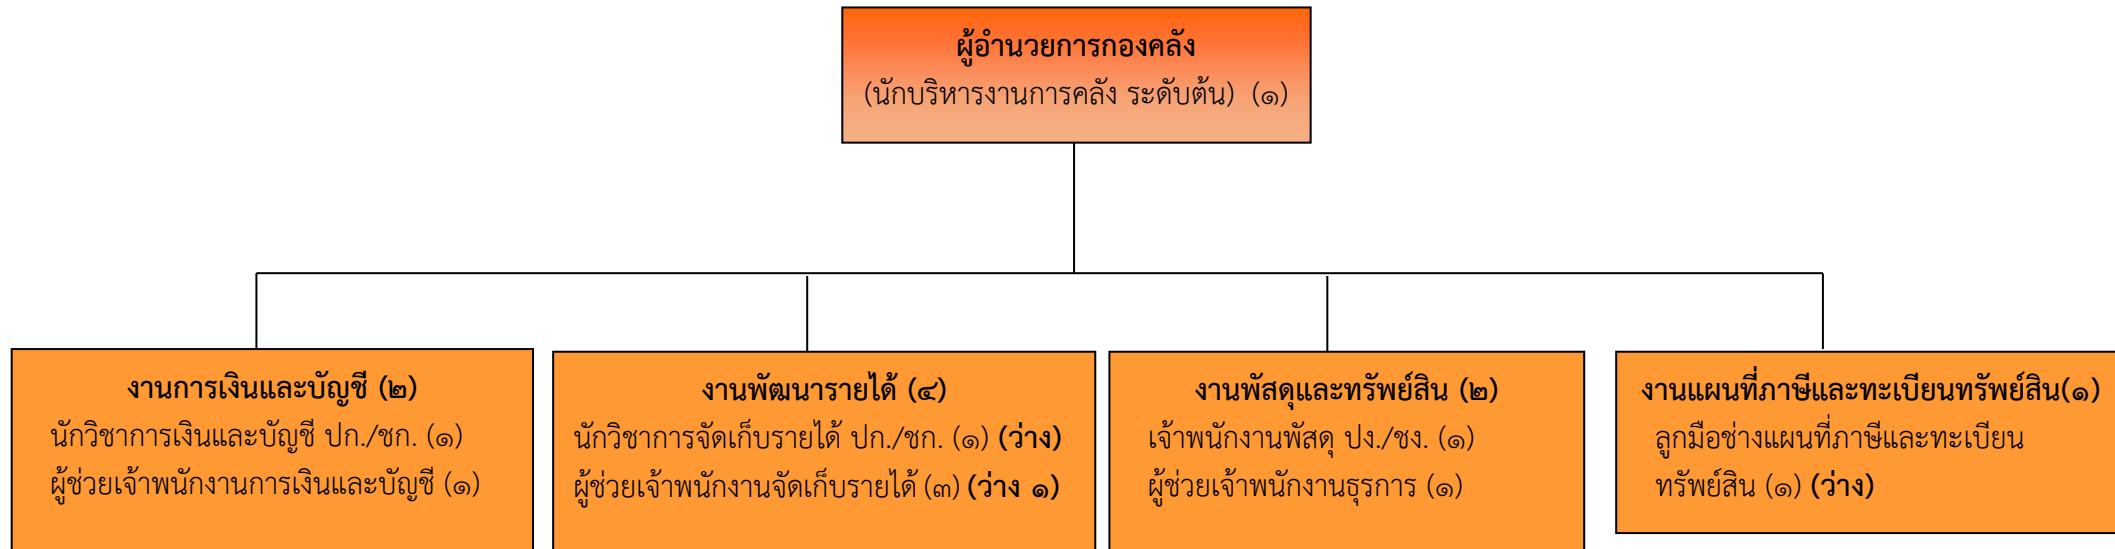 ผู้อำนวยการกองคลัง
(นักบริหารงานการคลัง ระดับต้น) (๑)
งานการเงินและบัญชี (๒)
นักวิชาการเงินและบัญชี ปก./ชก. (๑)
ผู้ช่วยเจ้าพนักงานการเงินและบัญชี (๑)
งานพัฒนารายได้ (๔)
นักวิชาการจัดเก็บรายได้ ปก./ชก. (๑) (ว่าง)
ผู้ช่วยเจ้าพนักงานจัดเก็บรายได้ (๓) (ว่าง ๑)
งานพัสดุและทรัพย์สิน (๒)
เจ้าพนักงานพัสดุ ปง./ชง. (๑)
ผู้ช่วยเจ้าพนักงานธุรการ (๑)
งานแผนที่ภาษีและทะเบียนทรัพย์สิน(๑)
ลูกมือช่างแผนที่ภาษีและทะเบียน
ทรัพย์สิน (๑) (ว่าง)